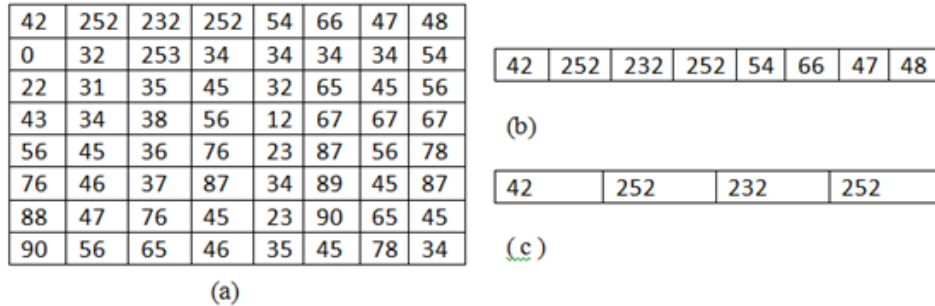 42 252 232 252 54 66 47 48
0 32 253 34 34 34 34 54
22 31 35 45 32 65 45 56
43 34 38 56 12 67 67 67
56 45 36 76 23 87 56 78
76 46 37 87 34 89 45 87
88 47 76 45 23 90 65 45
90 56 65 46 35 45 78 34
(a)
42 252 232 252 54 66 47 48
(b)
42 252 232 252
( c )